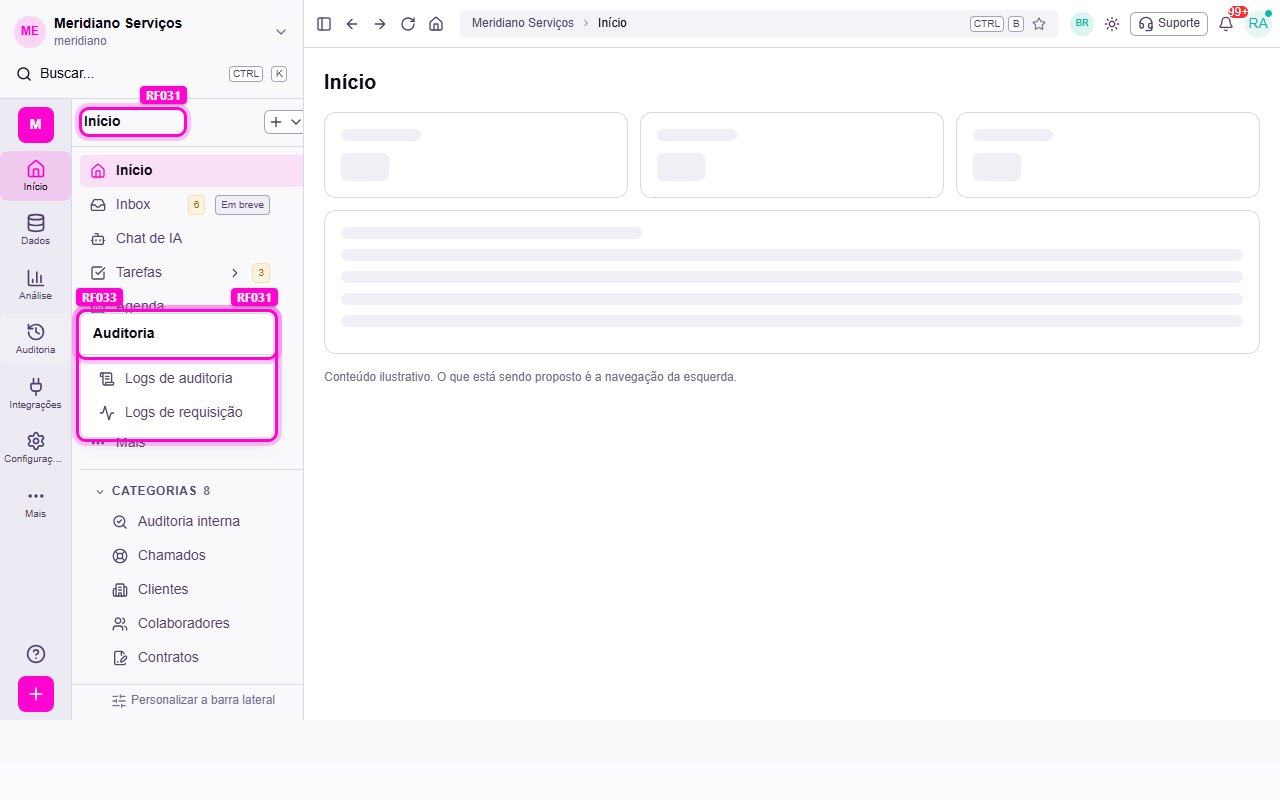 ME
Meridiano Serviços
meridiano
Buscar...
CTRL
K
M
Início
Dados
Análise
Auditoria
Integrações
Configuraç...
Mais
RF031
Início
Início
Inbox
6
Em breve
Chat de IA
Tarefas
3
Agenda
RF033
RF031
Auditoria
Logs de auditoria
Logs de requisição
Mais
CATEGORIAS 8
Auditoria interna
Chamados
Clientes
Colaboradores
Contratos
Personalizar a barra lateral
Meridiano Serviços
Início
CTRL
B
BR
Suporte
99+
RA
Início
Conteúdo ilustrativo. O que está sendo proposto é a navegação da esquerda.